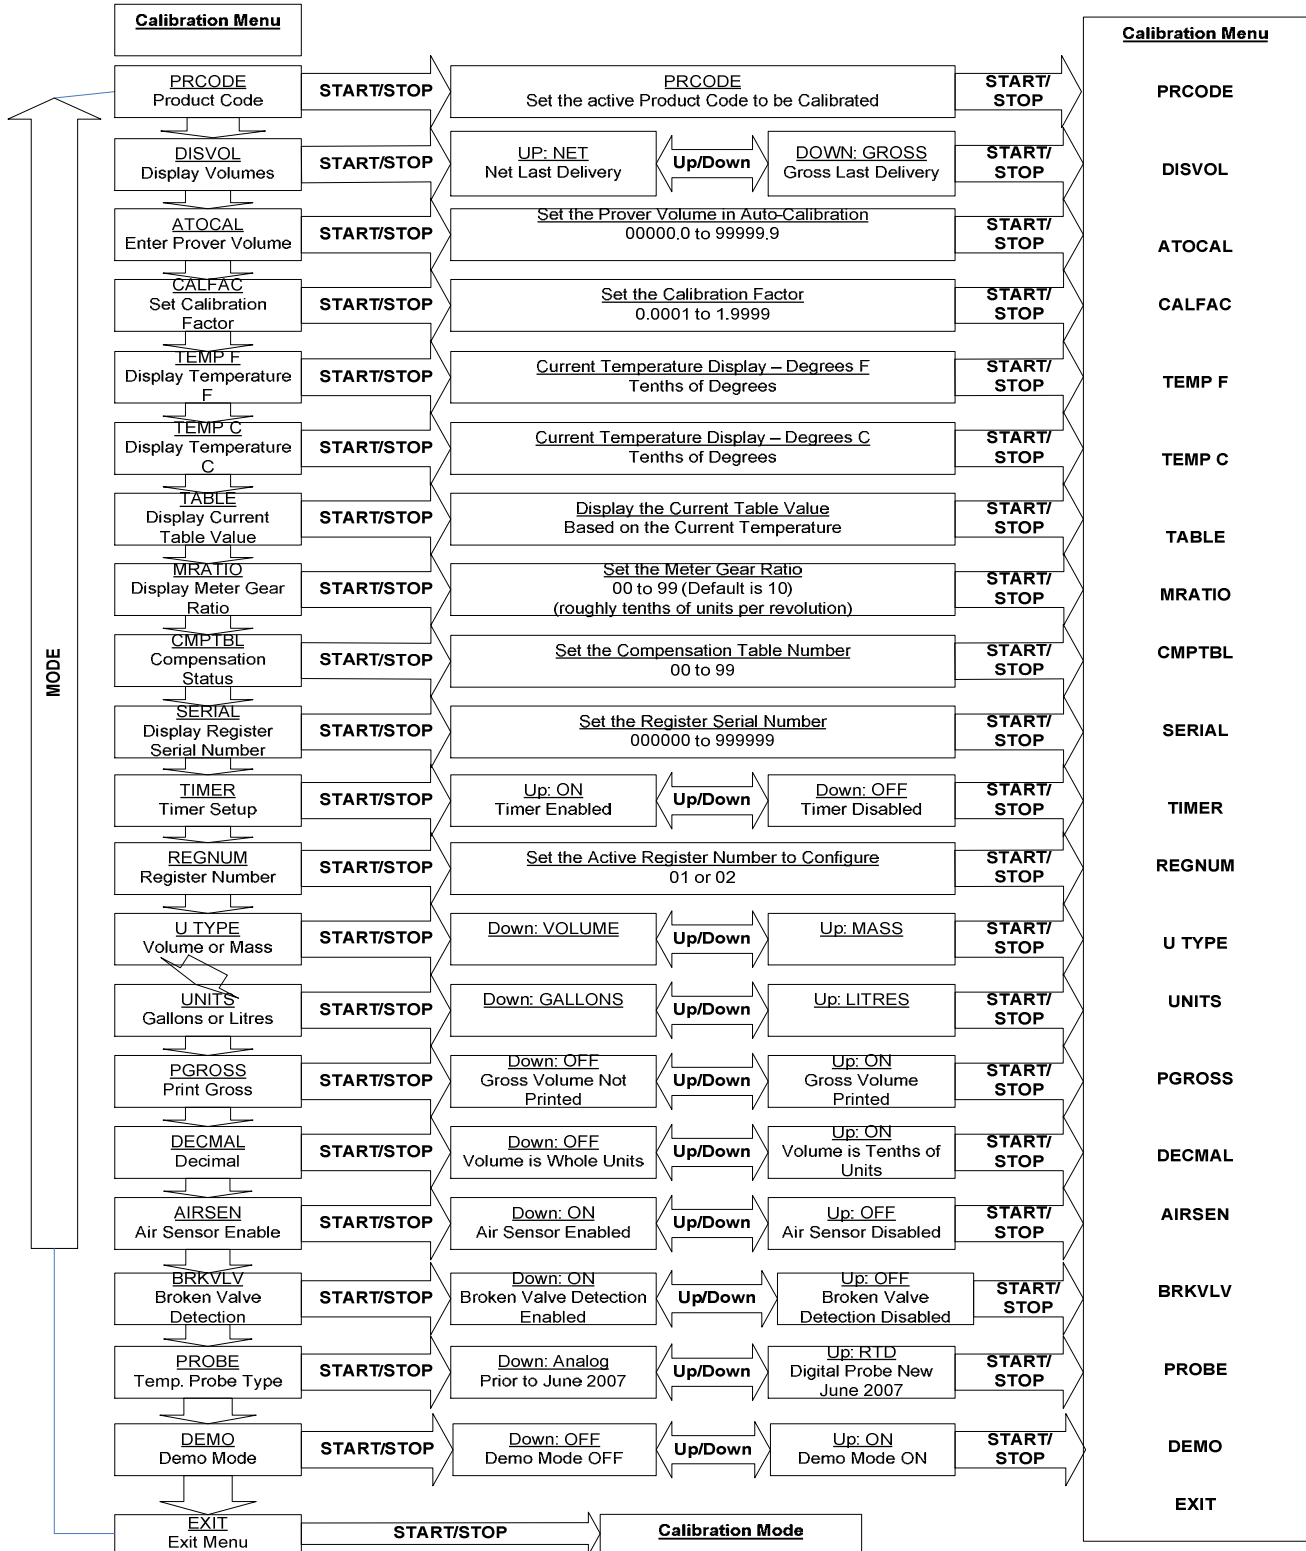 Calibration Menu
Calibration Menu
PRCODE
Product Code
START/STOP
PRCODE
Set the active Product Code to be Calibrated
START/
STOP
PRCODE
DISVOL
Display Volumes
START/STOP
UP: NET
Net Last Delivery
Up/Down
DOWN: GROSS
Gross Last Delivery
START/
STOP
DISVOL
ATOCAL
Enter Prover Volume
START/STOP
Set the Prover Volume in Auto-Calibration
00000.0 to 99999.9
START/
STOP
ATOCAL
CALFAC
Set Calibration
Factor
START/STOP
Set the Calibration Factor
0.0001 to 1.9999
START/
STOP
CALFAC
TEMP F
Display Temperature
F
START/STOP
Current Temperature Display – Degrees F
Tenths of Degrees
START/
STOP
TEMP F
TEMP C
Display Temperature
C
START/STOP
Current Temperature Display – Degrees C
Tenths of Degrees
START/
STOP
TEMP C
TABLE
Display Current
Table Value
START/STOP
Display the Current Table Value
Based on the Current Temperature
START/
STOP
TABLE
MRATIO
Display Meter Gear
Ratio
START/STOP
Set the Meter Gear Ratio
00 to 99 (Default is 10)
(roughly tenths of units per revolution)
START/
STOP
MRATIO
MODE
CMPTBL
Compensation
Status
START/STOP
Set the Compensation Table Number
00 to 99
START/
STOP
CMPTBL
SERIAL
Display Register
Serial Number
START/STOP
Set the Register Serial Number
000000 to 999999
START/
STOP
SERIAL
TIMER
Timer Setup
START/STOP
Up: ON
Timer Enabled
Up/Down
Down: OFF
Timer Disabled
START/
STOP
TIMER
REGNUM
Register Number
START/STOP
Set the Active Register Number to Configure
01 or 02
START/
STOP
REGNUM
U TYPE
Volume or Mass
START/STOP
Down: VOLUME
Up/Down
Up: MASS
START/
STOP
U TYPE
UNITS
Gallons or Litres
START/STOP
Down: GALLONS
Up/Down
Up: LITRES
START/
STOP
UNITS
PGROSS
Print Gross
START/STOP
Down: OFF
Gross Volume Not
Printed
Up/Down
Up: ON
Gross Volume
Printed
START/
STOP
PGROSS
DECMAL
Decimal
START/STOP
Down: OFF
Volume is Whole Units
Up/Down
Up: ON
Volume is Tenths of
Units
START/
STOP
DECMAL
AIRSEN
Air Sensor Enable
START/STOP
Down: ON
Air Sensor Enabled
Up/Down
Up: OFF
Air Sensor Disabled
START/
STOP
AIRSEN
BRKVLV
Broken Valve
Detection
START/STOP
Down: ON
Broken Valve Detection
Enabled
Up/Down
Up: OFF
Broken Valve
Detection Disabled
START/
STOP
BRKVLV
PROBE
Temp. Probe Type
START/STOP
Down: Analog
Prior to June 2007
Up/Down
Up: RTD
Digital Probe New
June 2007
START/
STOP
PROBE
DEMO
Demo Mode
START/STOP
Down: OFF
Demo Mode OFF
Up/Down
Up: ON
Demo Mode ON
START/
STOP
DEMO
EXIT
EXIT
Exit Menu
START/STOP
Calibration Mode